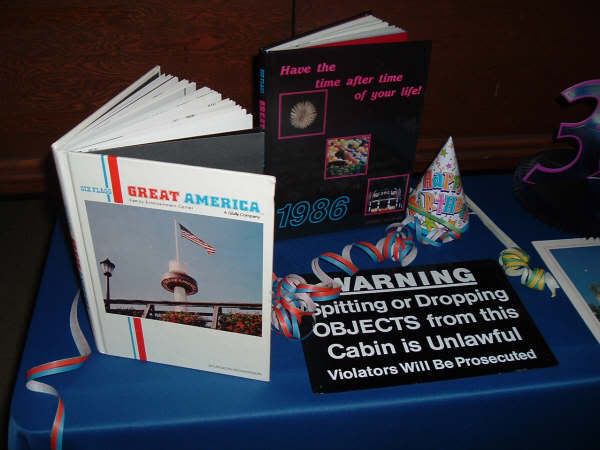 Have the
time after time
of your life!
1986
SIX FLAGS
GREAT AMERICA
A Bally Company
HAPPY
BIRTHDAY
3
WARNING
Spitting or Dropping
OBJECTS from this
Cabin is Unlawful
Violators Will Be Prosecuted